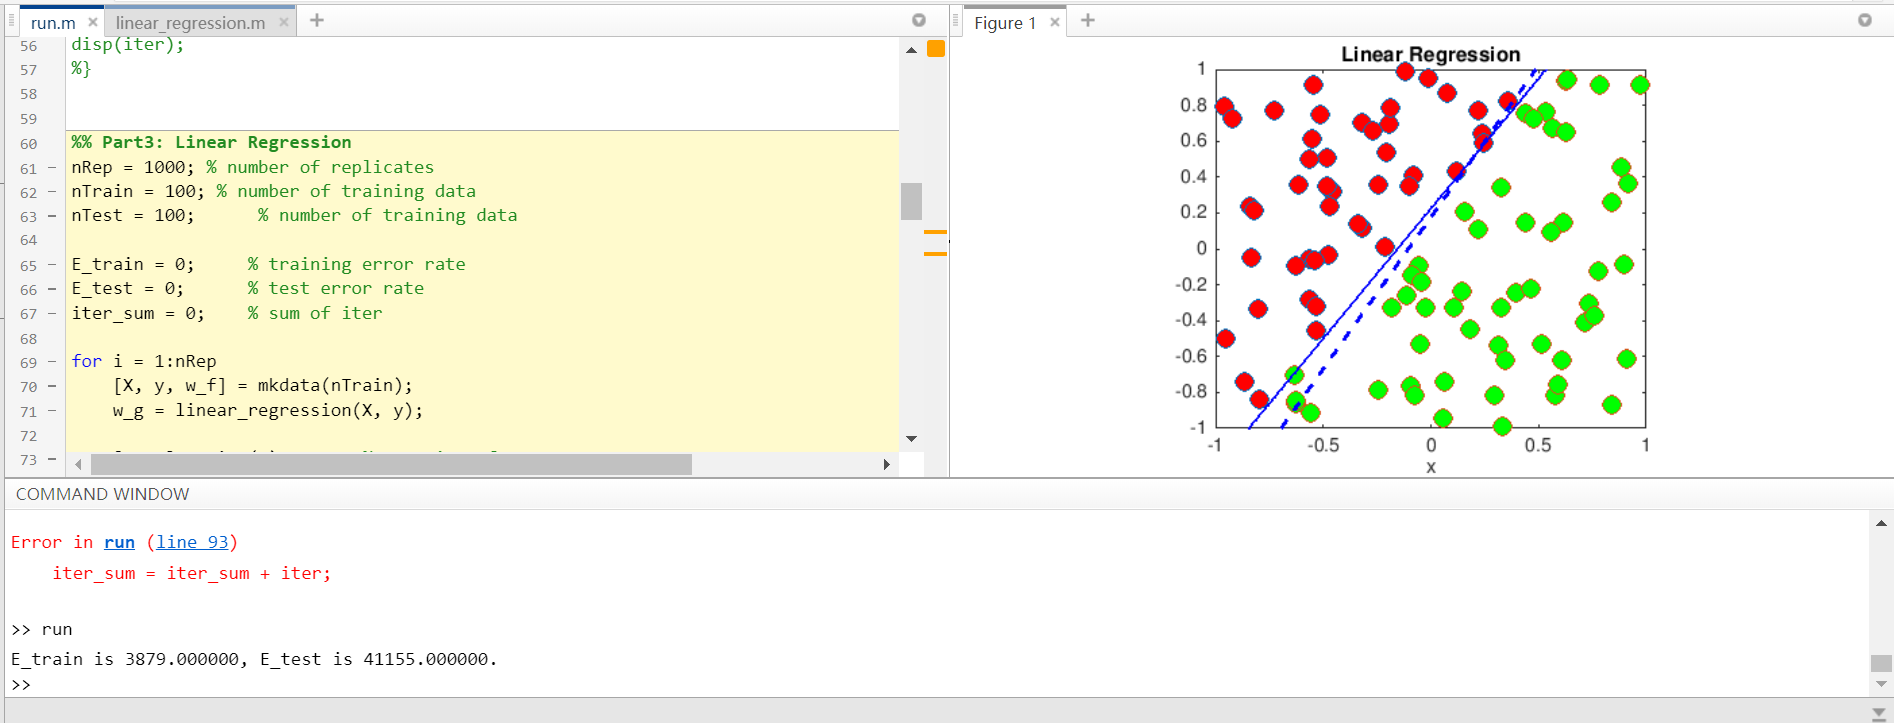 run.m × linear_regression.m × +
56 disp(iter);
57 %}
58
59
60 %% Part3: Linear Regression
61 − nRep = 1000; % number of replicates
62 − nTrain = 100; % number of training data
63 − nTest = 100; % number of training data
64
65 − E_train = 0; % training error rate
66 − E_test = 0; % test error rate
67 − iter_sum = 0; % sum of iter
68
69 − for i = 1:nRep
70 − [X, y, w_f] = mkdata(nTrain);
71 − w_g = linear_regression(X, y);
72
73 −
Figure 1 × +
Linear Regression
1
0.8
0.6
0.4
0.2
0
-0.2
-0.4
-0.6
-0.8
-1
-1 -0.5 0 0.5 1
x
COMMAND WINDOW
Error in run (line 93)
iter_sum = iter_sum + iter;
>> run
E_train is 3879.000000, E_test is 41155.000000.
>>